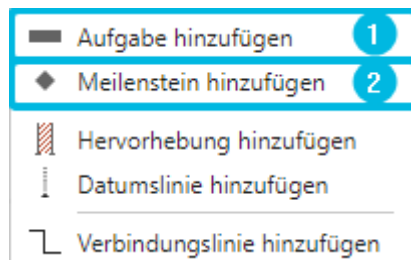 Aufgabe hinzufügen 1
Meilenstein hinzufügen 2
Hervorhebung hinzufügen
Datumslinie hinzufügen
Verbindungslinie hinzufügen